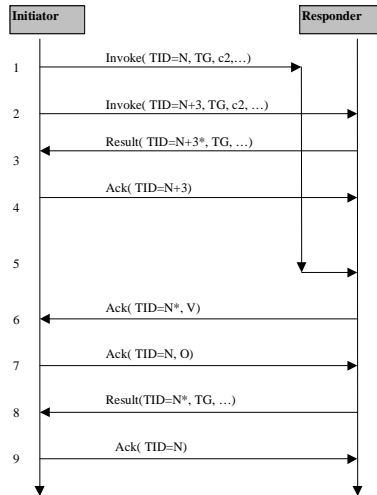 Initiator
Responder
1
Invoke( TID=N, TG, c2,…)
2
Invoke( TID=N+3, TG, c2, …)
3
Result( TID=N+3*, TG, …)
4
Ack( TID=N+3)
5
6
Ack( TID=N*, V)
7
Ack( TID=N, O)
8
Result(TID=N*, TG, …)
9
Ack( TID=N)